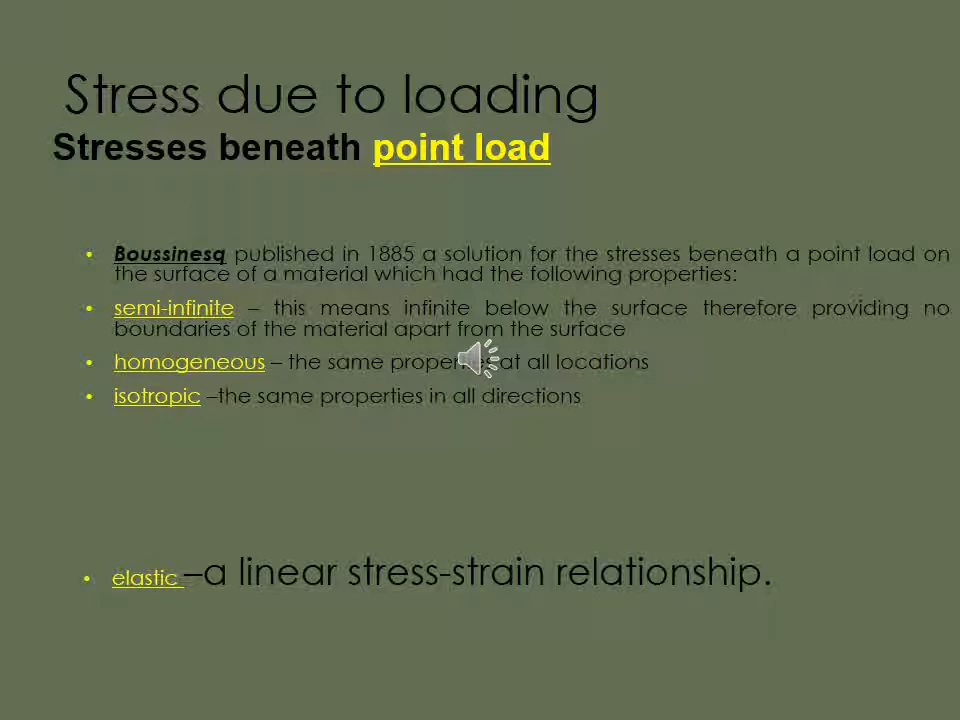 Stress due to loading
Stresses beneath point load
• Boussinesq published in 1885 a solution for the stresses beneath a point load on
the surface of a material which had the following properties:
• semi-infinite – this means infinite below the surface therefore providing no
boundaries of the material apart from the surface
• homogeneous – the same properties at all locations
• isotropic –the same properties in all directions
• elastic –a linear stress-strain relationship.